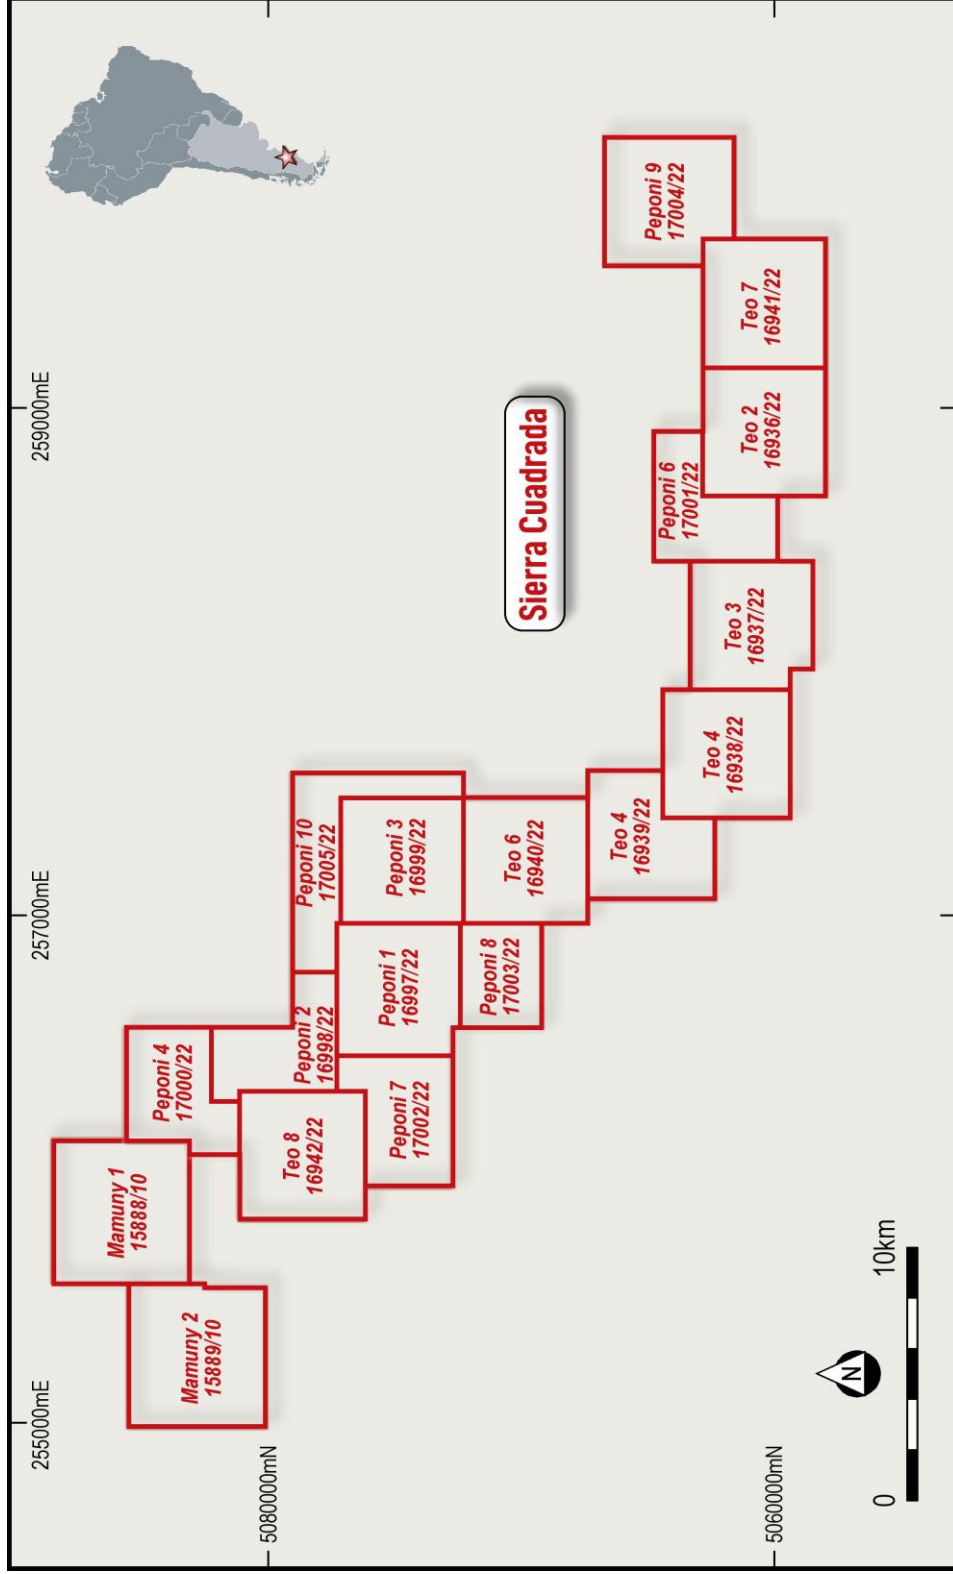 255000mE
257000mE
259000mE
5080000mN
5060000mN
Mamuny 1
15888/10
Mamuny 2
15889/10
Peponi 4
17000/22
Teo 8
16942/22
Peponi 2
16998/22
Peponi 10
17005/22
Peponi 7
17002/22
Peponi 1
16997/22
Peponi 3
16999/22
Peponi 8
17003/22
Teo 6
16940/22
Teo 4
16939/22
Teo 4
16938/22
Teo 3
16937/22
Peponi 6
17001/22
Teo 2
16936/22
Teo 7
16941/22
Peponi 9
17004/22
Sierra Cuadrada
N
0
10km